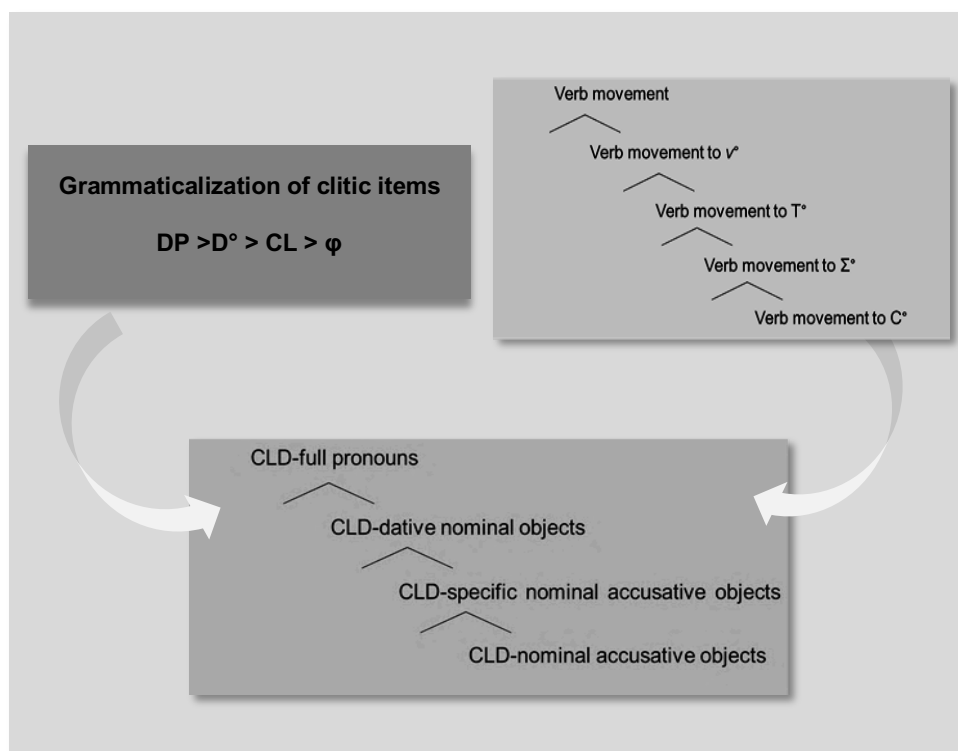 Grammaticalization of clitic items
DP >D° > CL > φ
Verb movement
Verb movement to v°
Verb movement to T°
Verb movement to Σ°
Verb movement to C°
CLD-full pronouns
CLD-dative nominal objects
CLD-specific nominal accusative objects
CLD-nominal accusative objects